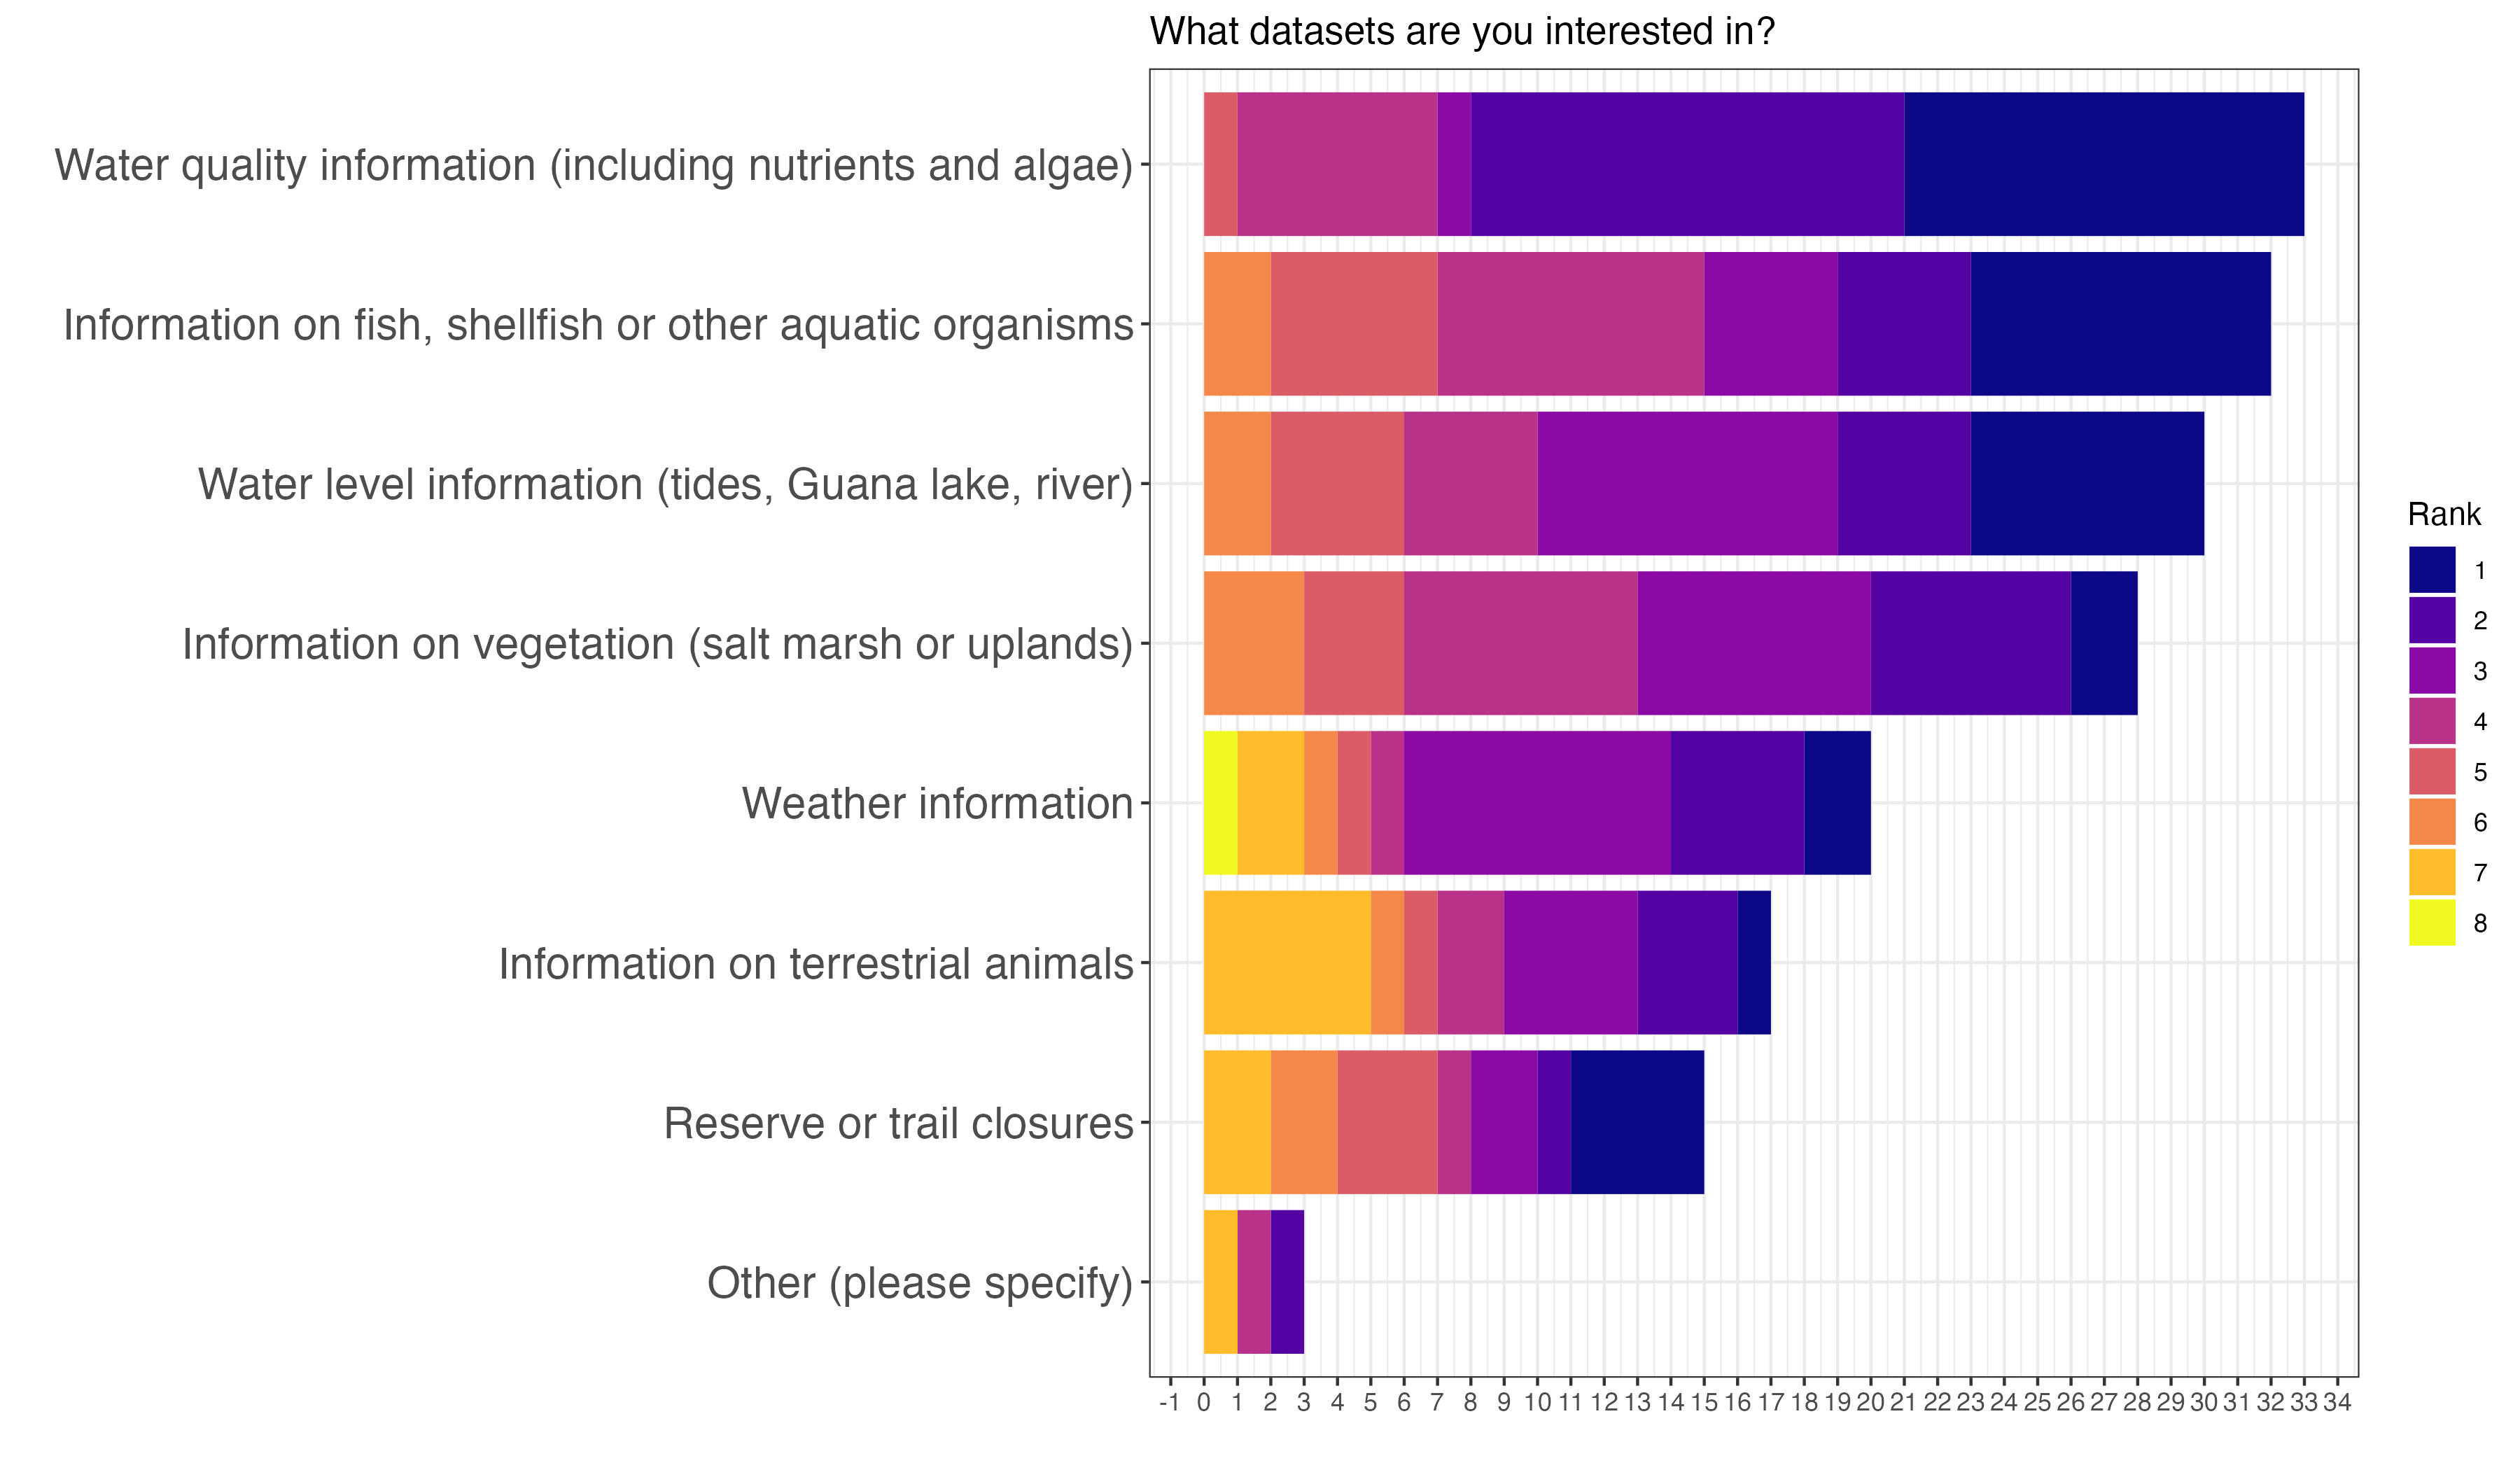 What datasets are you interested in?
Water quality information (including nutrients and algae)
Information on fish, shellfish or other aquatic organisms
Water level information (tides, Guana lake, river)
Information on vegetation (salt marsh or uplands)
Weather information
Information on terrestrial animals
Reserve or trail closures
Other (please specify)
-1 0 1 2 3 4 5 6 7 8 9 10 11 12 13 14 15 16 17 18 19 20 21 22 23 24 25 26 27 28 29 30 31 32 33 34
Rank
1
2
3
4
5
6
7
8